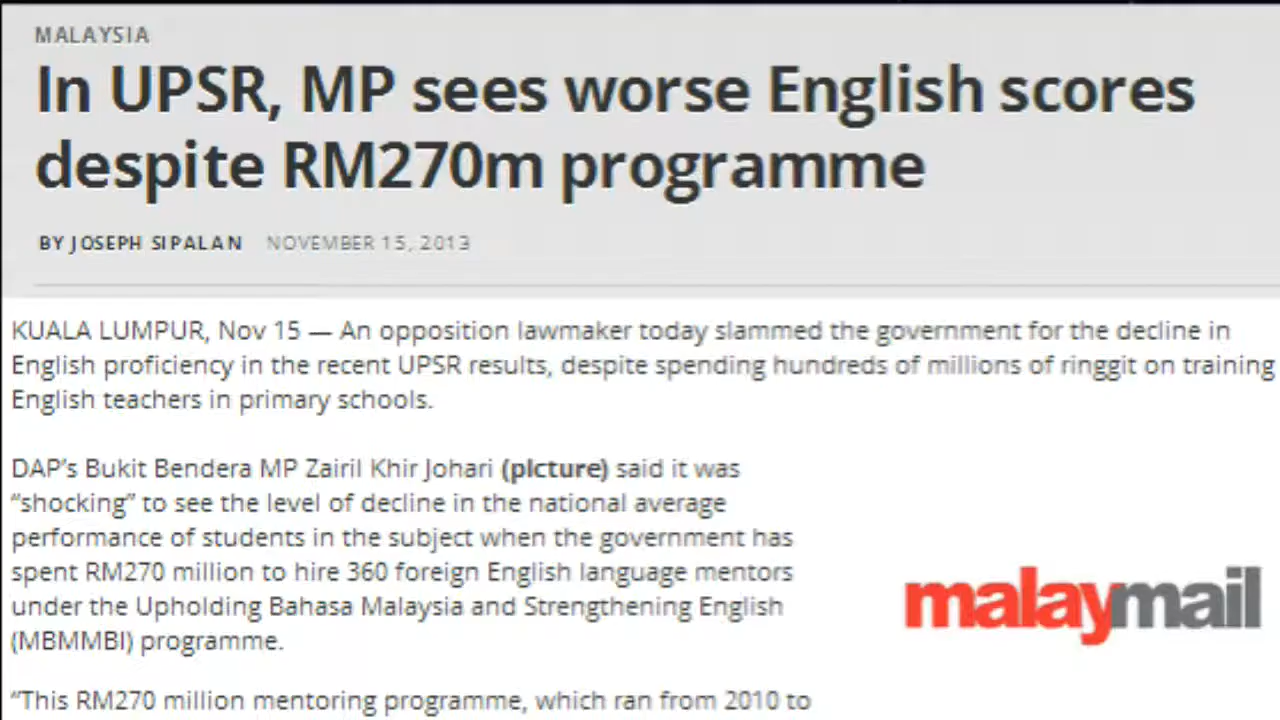 MALAYSIA
In UPSR, MP sees worse English scores
despite RM270m programme
BY JOSEPH SIPALAN NOVEMBER 15, 2013
KUALA LUMPUR, Nov 15 — An opposition lawmaker today slammed the government for the decline in
English proficiency in the recent UPSR results, despite spending hundreds of millions of ringgit on training
English teachers in primary schools.
DAP’s Bukit Bendera MP Zairil Khir Johari (picture) said it was
“shocking” to see the level of decline in the national average
performance of students in the subject when the government has
spent RM270 million to hire 360 foreign English language mentors
under the Upholding Bahasa Malaysia and Strengthening English
(MBMMBI) programme.
malaymail
“This RM270 million mentoring programme, which ran from 2010 to